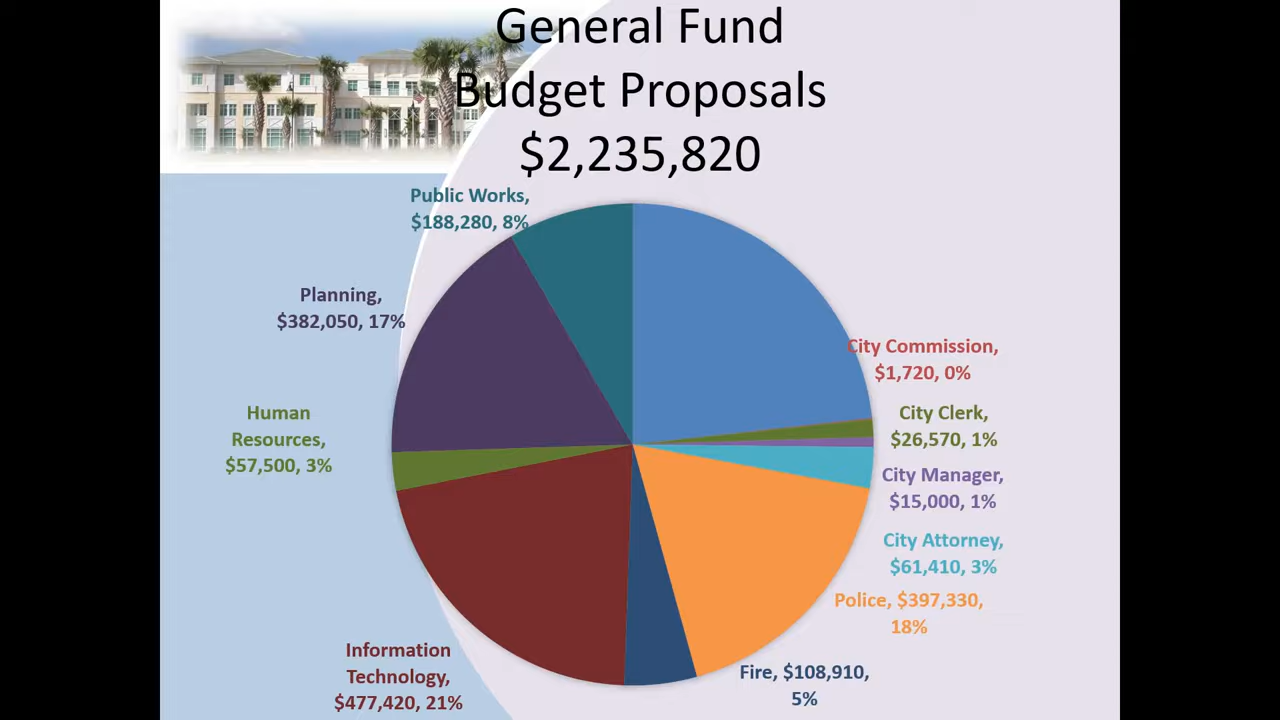 General Fund
Budget Proposals
$2,235,820
Public Works,
$188,280, 8%
Planning,
$382,050, 17%
City Commission,
$1,720, 0%
Human
Resources,
$57,500, 3%
City Clerk,
$26,570, 1%
City Manager,
$15,000, 1%
City Attorney,
$61,410, 3%
Police, $397,330,
18%
Information
Technology,
$477,420, 21%
Fire, $108,910,
5%